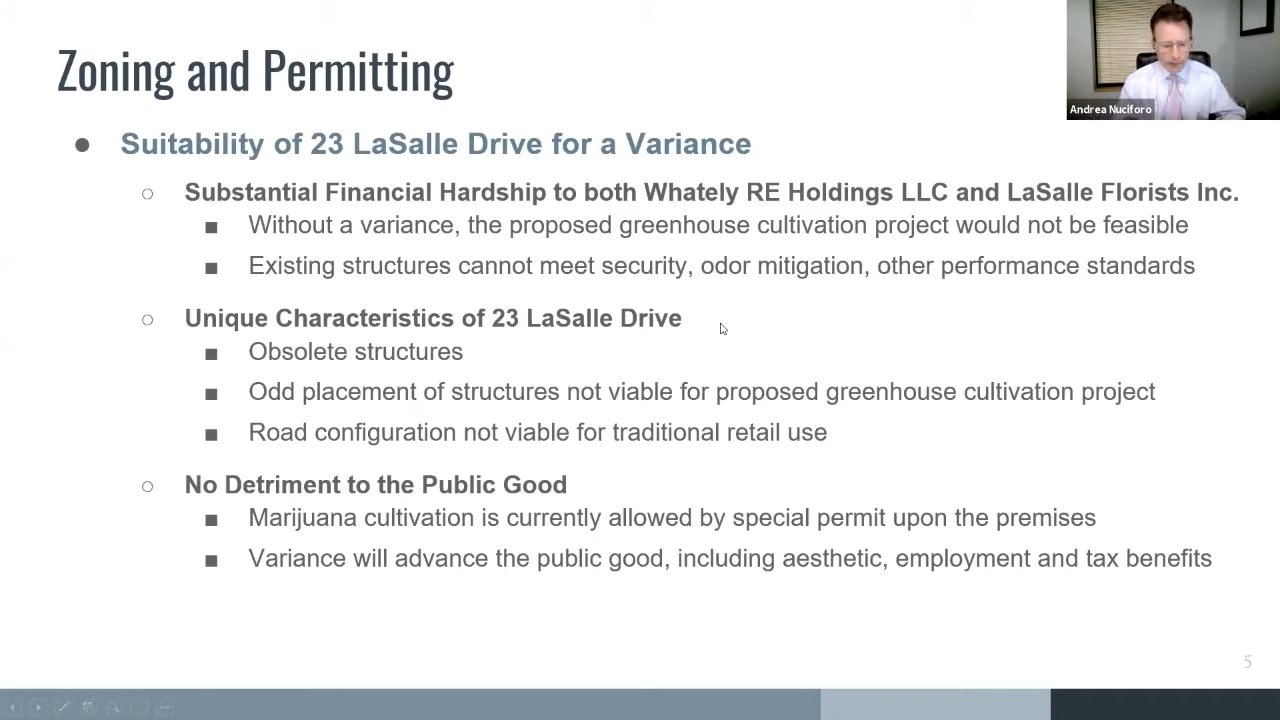 Zoning and Permitting
Andrea Nuciforo
Suitability of 23 LaSalle Drive for a Variance
Substantial Financial Hardship to both Whately RE Holdings LLC and LaSalle Florists Inc.
Without a variance, the proposed greenhouse cultivation project would not be feasible
Existing structures cannot meet security, odor mitigation, other performance standards
Unique Characteristics of 23 LaSalle Drive
Obsolete structures
Odd placement of structures not viable for proposed greenhouse cultivation project
Road configuration not viable for traditional retail use
No Detriment to the Public Good
Marijuana cultivation is currently allowed by special permit upon the premises
Variance will advance the public good, including aesthetic, employment and tax benefits
5